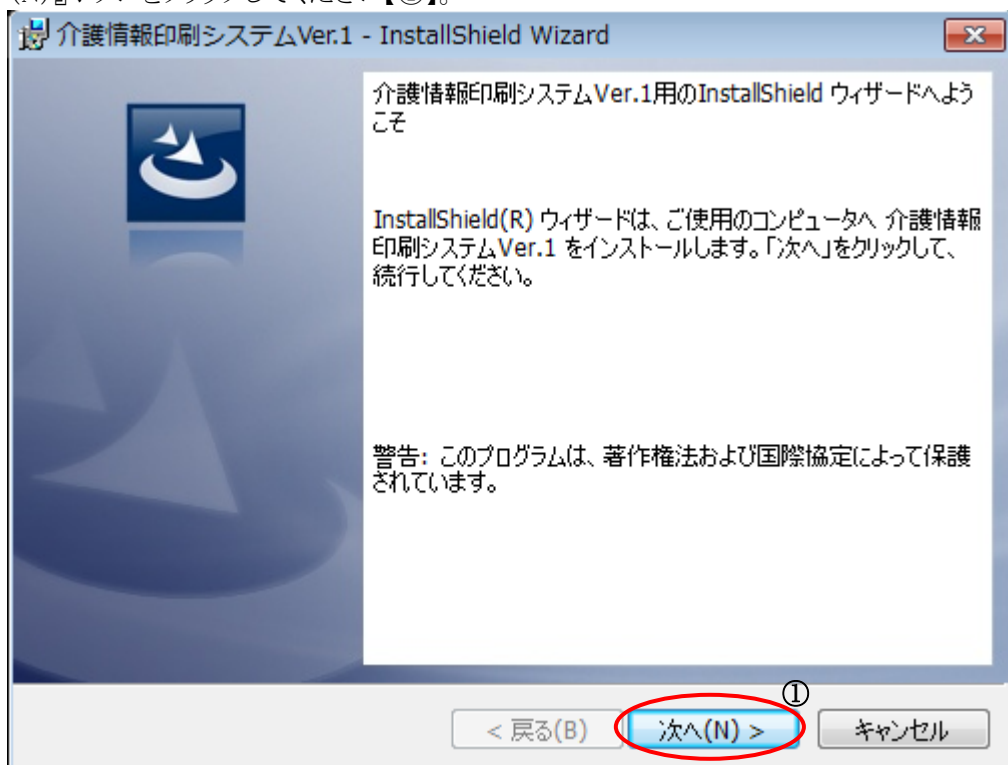 介護情報印刷システムVer.1 - InstallShield Wizard
介護情報印刷システムVer.1用のInstallShield ウィザードへよう
こそ
InstallShield(R) ウィザードは、ご使用のコンピュータへ 介護情報
印刷システムVer.1 をインストールします。「次へ」をクリックして、
続行してください。
警告: このプログラムは、著作権法および国際協定によって保護
されています。
①
< 戻る(B) 次へ(N) > キャンセル